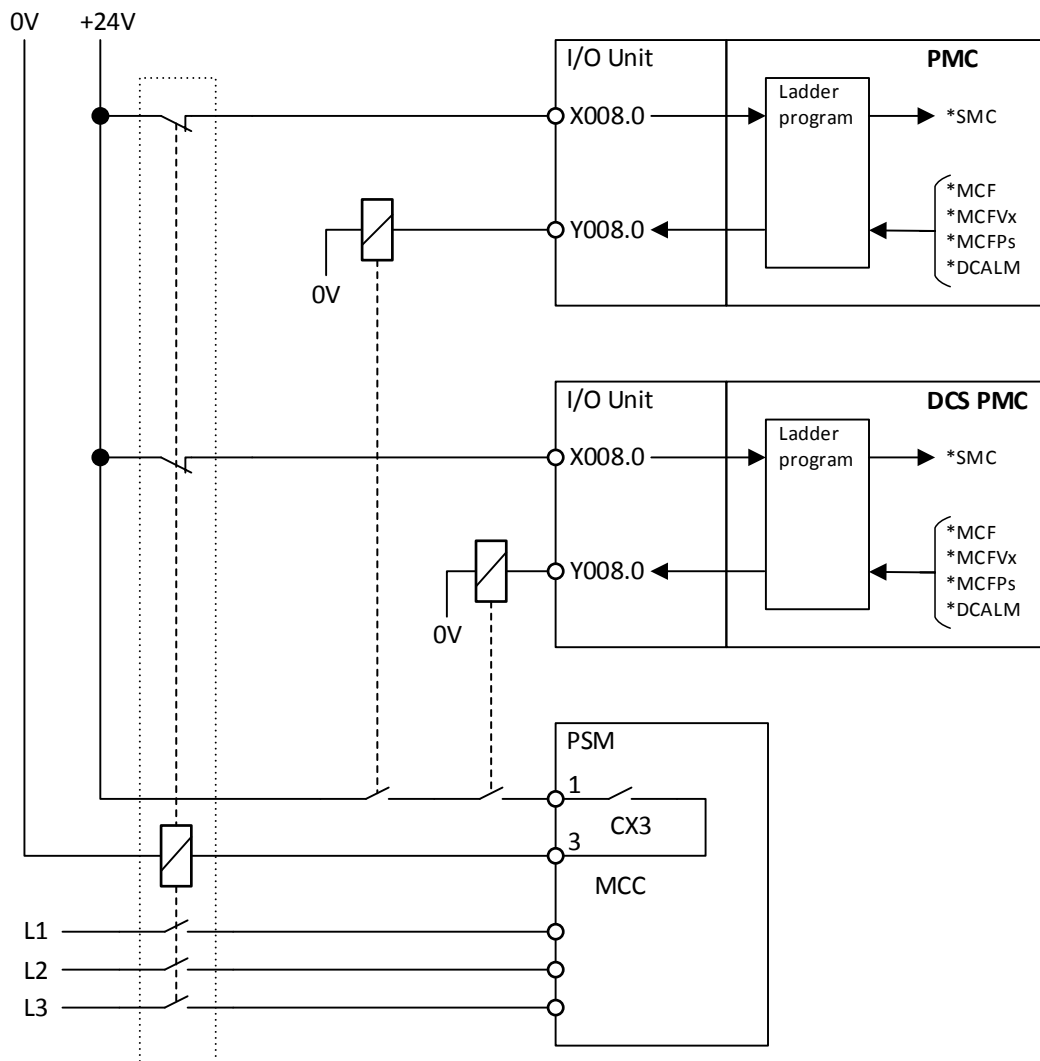 0V +24V
I/O Unit PMC
Ladder
program
X008.0
*SMC
*MCF
*MCFVx
*MCFPs
*DCALM
Y008.0
0V
I/O Unit DCS PMC
Ladder
program
X008.0
*SMC
*MCF
*MCFVx
*MCFPs
*DCALM
Y008.0
0V
PSM
1
CX3
3
MCC
L1
L2
L3